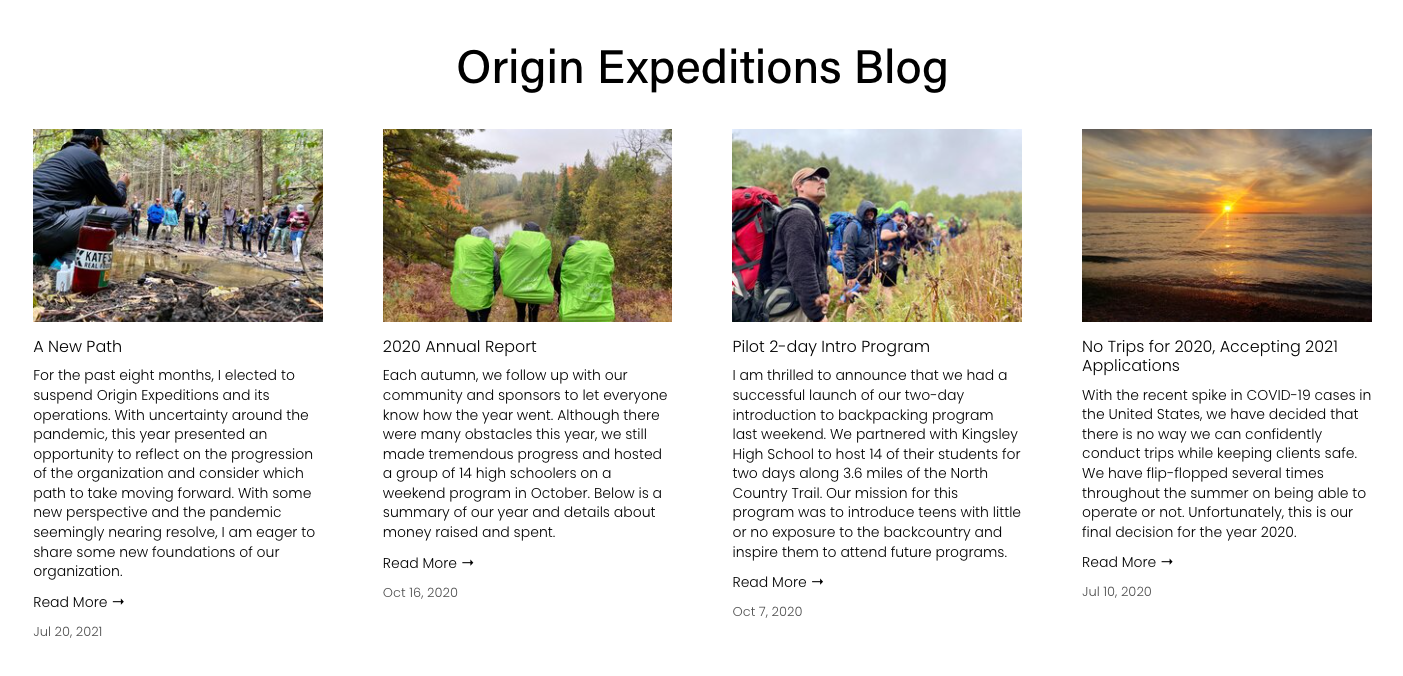 Origin Expeditions Blog
KATE'S
REAL FOOD
A New Path
For the past eight months, I elected to
suspend Origin Expeditions and its
operations. With uncertainty around the
pandemic, this year presented an
opportunity to reflect on the progression
of the organization and consider which
path to take moving forward. With some
new perspective and the pandemic
seemingly nearing resolve, I am eager to
share some new foundations of our
organization.
Read More →
Jul 20, 2021
2020 Annual Report
Each autumn, we follow up with our
community and sponsors to let everyone
know how the year went. Although there
were many obstacles this year, we still
made tremendous progress and hosted
a group of 14 high schoolers on a
weekend program in October. Below is a
summary of our year and details about
money raised and spent.
Read More →
Oct 16, 2020
Pilot 2-day Intro Program
I am thrilled to announce that we had a
successful launch of our two-day
introduction to backpacking program
last weekend. We partnered with Kingsley
High School to host 14 of their students for
two days along 3.6 miles of the North
Country Trail. Our mission for this
program was to introduce teens with little
or no exposure to the backcountry and
inspire them to attend future programs.
Read More →
Oct 7, 2020
No Trips for 2020, Accepting 2021
Applications
With the recent spike in COVID-19 cases in
the United States, we have decided that
there is no way we can confidently
conduct trips while keeping clients safe.
We have flip-flopped several times
throughout the summer on being able to
operate or not. Unfortunately, this is our
final decision for the year 2020.
Read More →
Jul 10, 2020